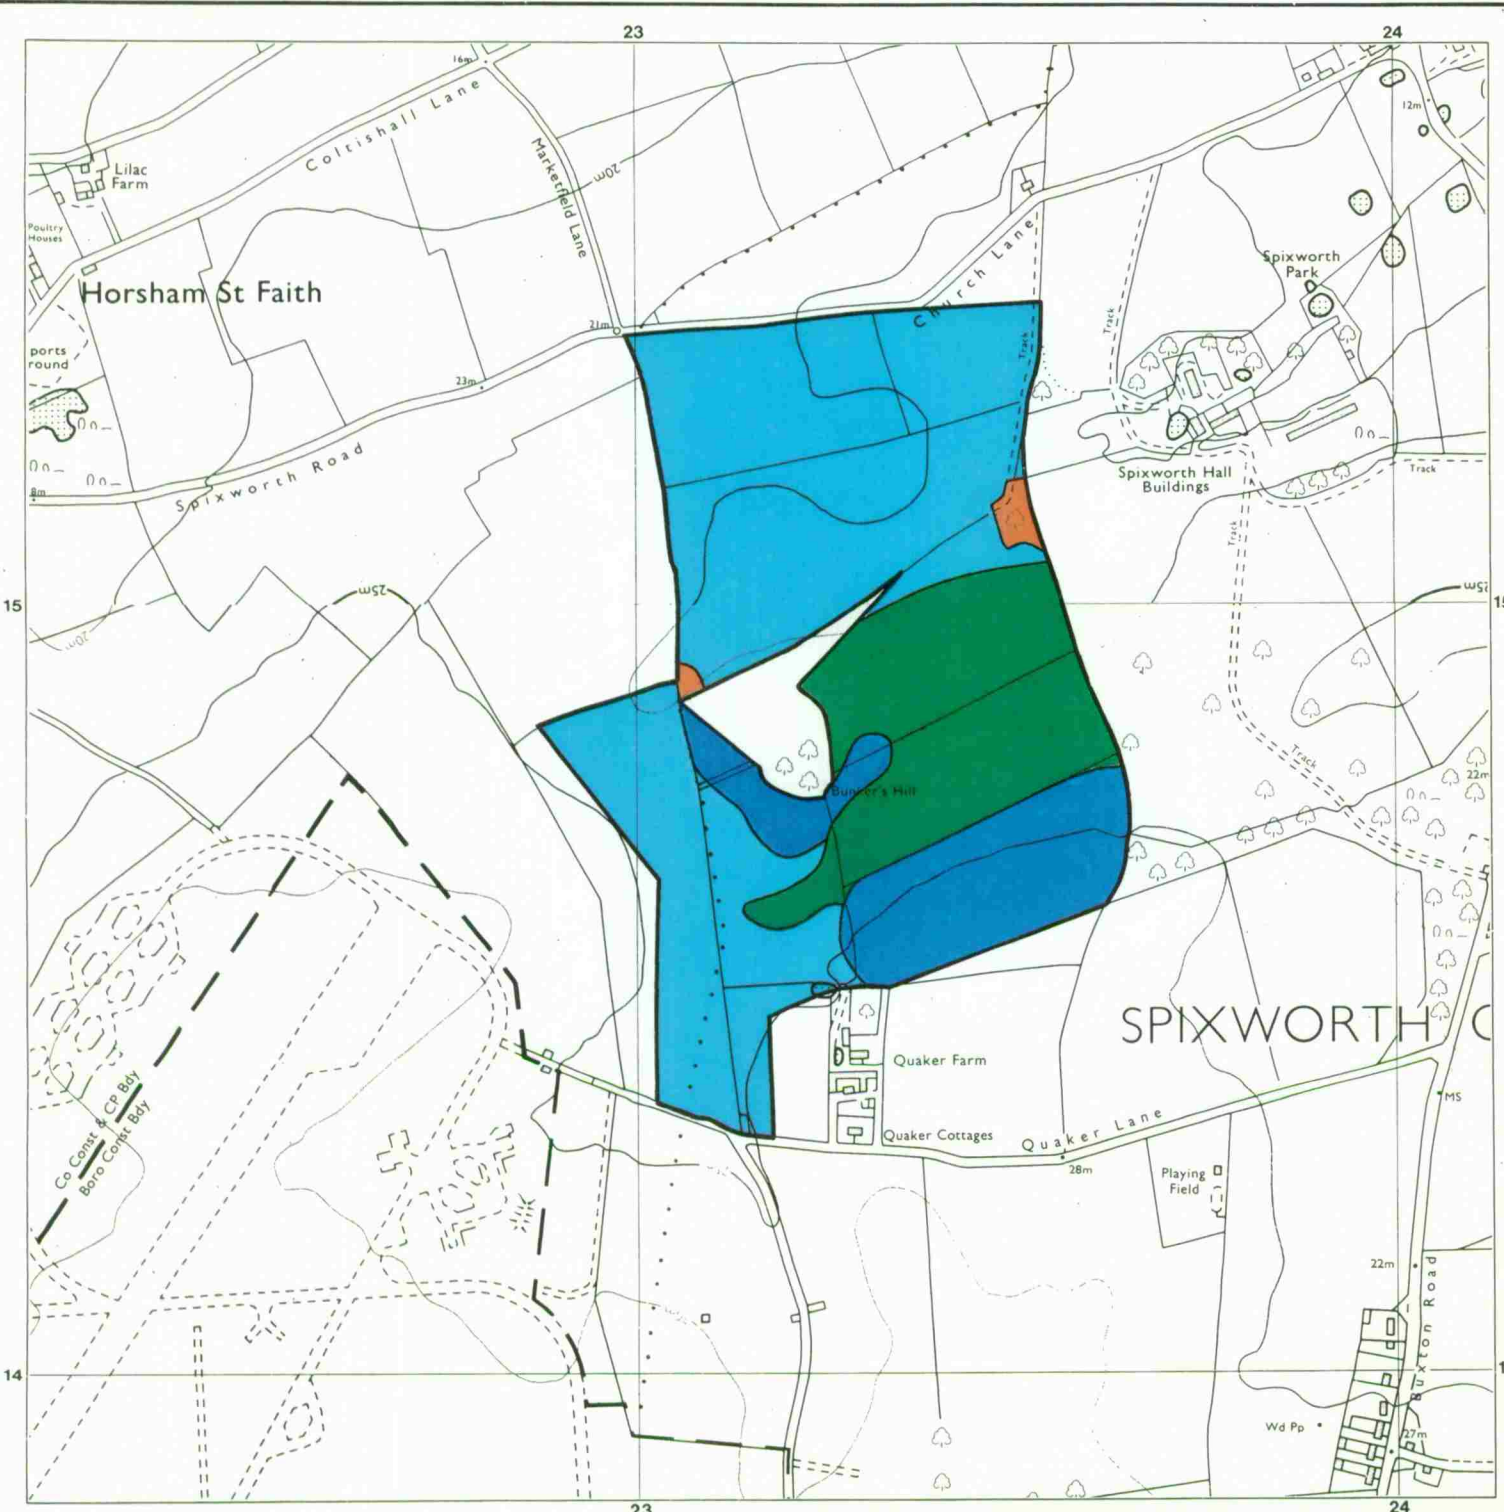 23
24
16m
Coltishall Lane
Marketfield Lane
20m
12m
Lilac
Farm
Poultry
Houses
Horsham St Faith
Church Lane
Spixworth
Park
21m
Track
Track
ports
round
23m
Spixworth Road
8m
Spixworth Hall
Buildings
Track
Track
15
25m
25m
15
20m
Track
22m
Bunker's Hill
SPIXWORTH C
Quaker Farm
Co Const & CP Bdy
Boro Const Bdy
MS
Quaker Cottages
Quaker Lane
28m
Playing
Field
22m
Buxton Road
14
1
Wd Pp
27m
23
24